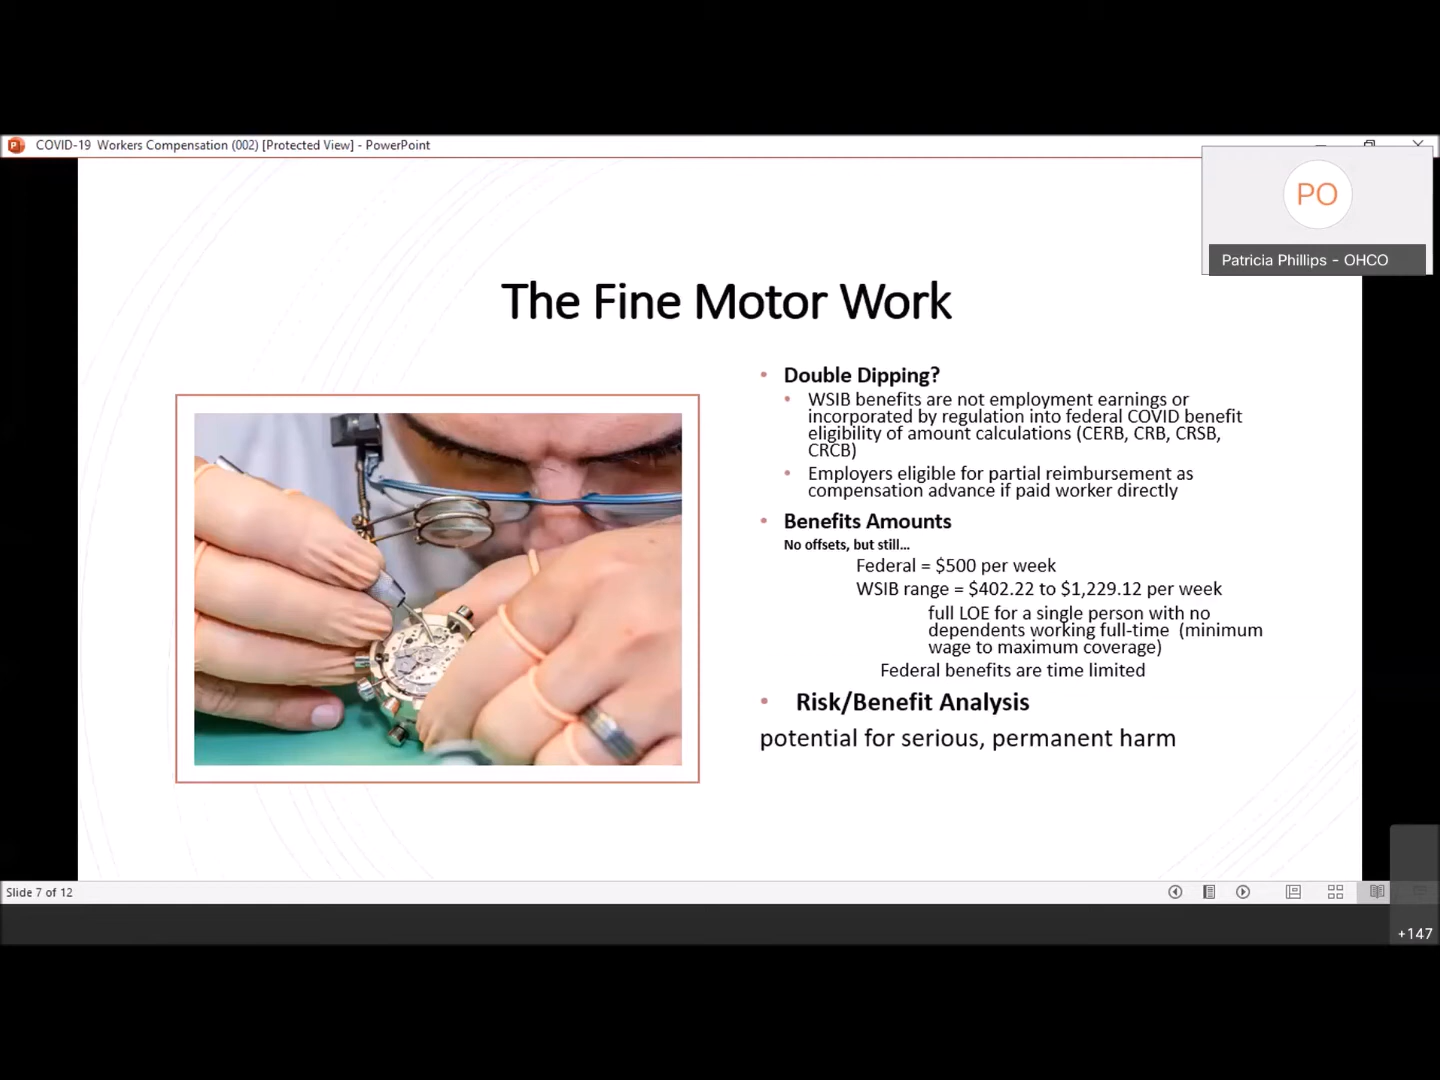 COVID-19 Workers Compensation (002) [Protected View] - PowerPoint
PO
Patricia Phillips - OHCO
The Fine Motor Work
• Double Dipping?
• WSIB benefits are not employment earnings or
incorporated by regulation into federal COVID benefit
eligibility of amount calculations (CERB, CRB, CRSB,
CRCB)
• Employers eligible for partial reimbursement as
compensation advance if paid worker directly
• Benefits Amounts
No offsets, but still...
Federal = $500 per week
WSIB range = $402.22 to $1,229.12 per week
full LOE for a single person with no
dependents working full-time (minimum
wage to maximum coverage)
Federal benefits are time limited
• Risk/Benefit Analysis
potential for serious, permanent harm
Slide 7 of 12
+147